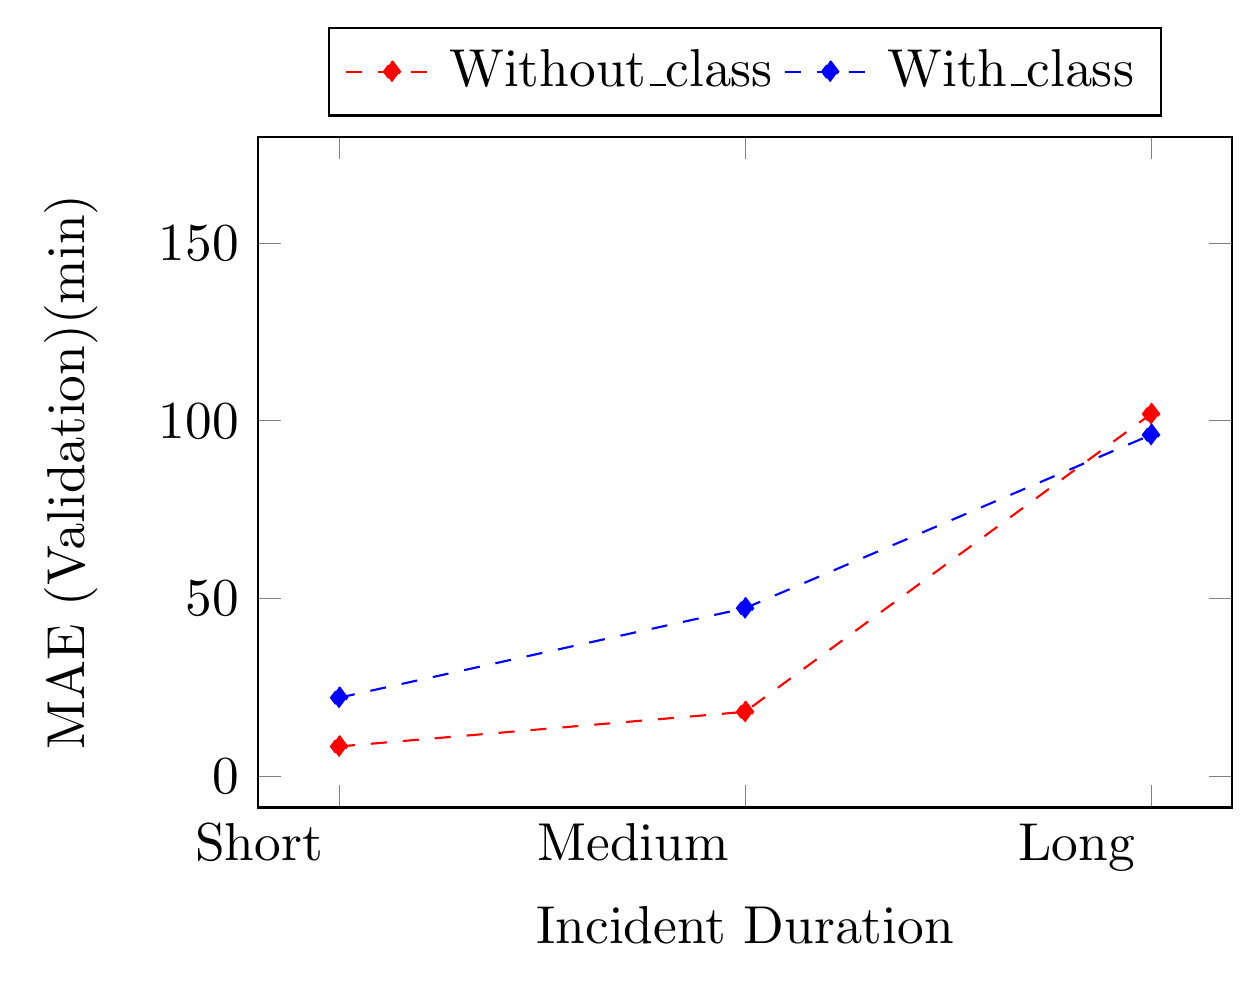 Without_class With_class
MAE (Validation)(min)
150
100
50
0
Short Medium Long
Incident Duration